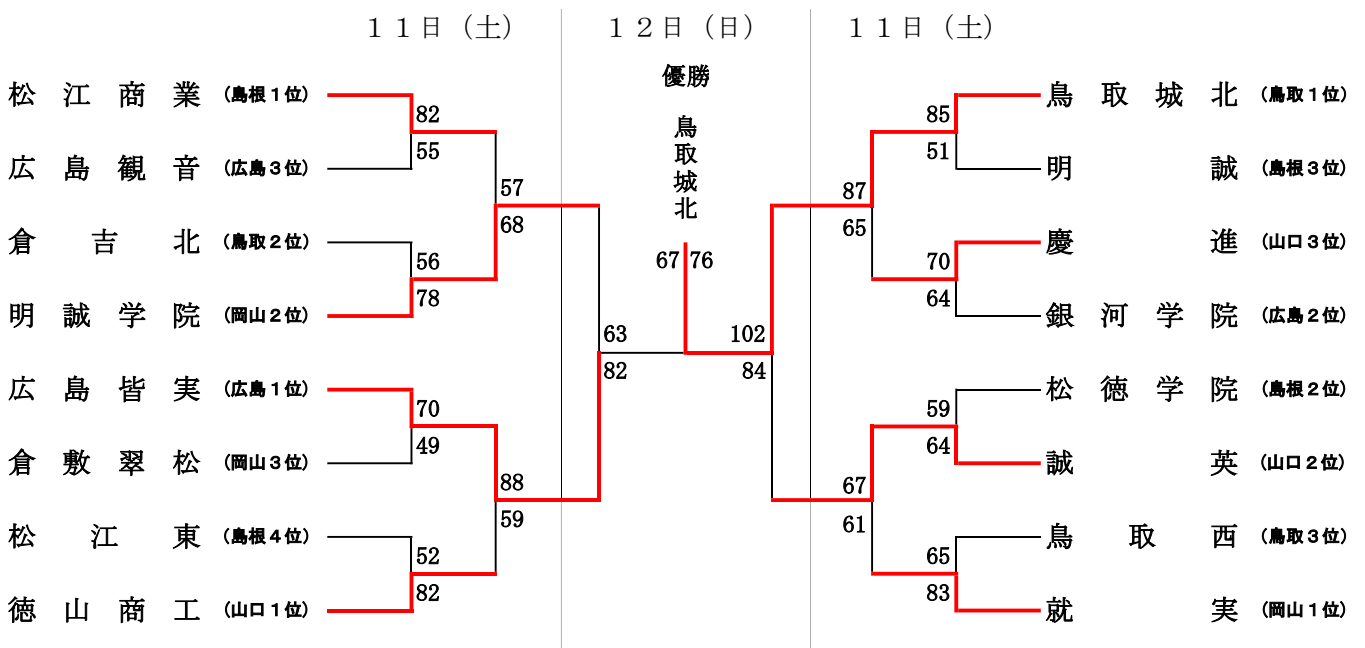 １１日（土） １２日（日） １１日（土）
優勝
鳥取城北
67 76
松江商業 (島根１位)
82
55
広島観音 (広島３位)
57
68
倉吉北 (鳥取２位)
56
78
明誠学院 (岡山２位)
63
82
広島皆実 (広島１位)
70
49
倉敷翠松 (岡山３位)
88
59
松江東 (島根４位)
52
82
徳山商工 (山口１位)
鳥取城北 (鳥取１位)
85
51
明誠 (島根３位)
87
65
慶進 (山口３位)
70
64
銀河学院 (広島２位)
102
84
松徳学院 (島根２位)
59
64
誠英 (山口２位)
67
61
鳥取西 (鳥取３位)
65
83
就実 (岡山１位)